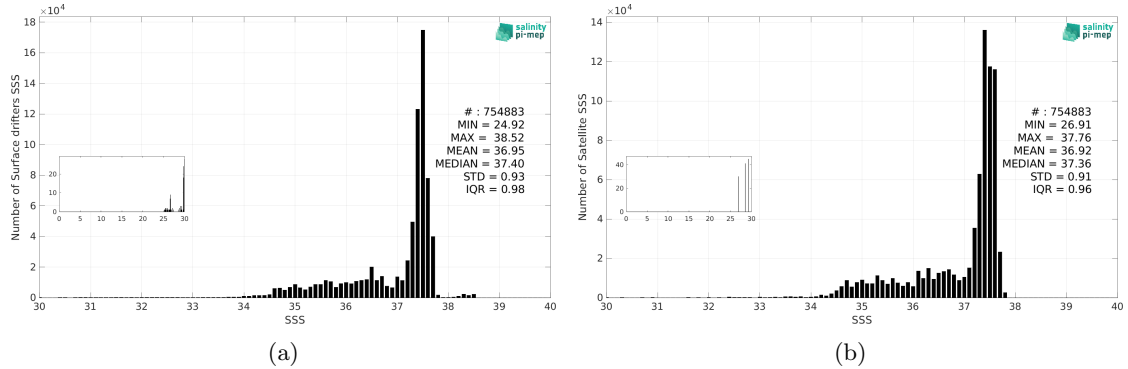 ×10⁴
18
16
14
12
10
8
6
4
2
0
Number of Surface drifters SSS
salinity
pi-mep
# : 754883
MIN = 24.92
MAX = 38.52
MEAN = 36.95
MEDIAN = 37.40
STD = 0.93
IQR = 0.98
20
10
0
0 5 10 15 20 25 30
30 31 32 33 34 35 36 37 38 39 40
SSS
(a)
×10⁴
14
12
10
8
6
4
2
0
Number of Satellite SSS
salinity
pi-mep
# : 754883
MIN = 26.91
MAX = 37.76
MEAN = 36.92
MEDIAN = 37.36
STD = 0.91
IQR = 0.96
40
20
0
0 5 10 15 20 25 30
30 31 32 33 34 35 36 37 38 39 40
SSS
(b)